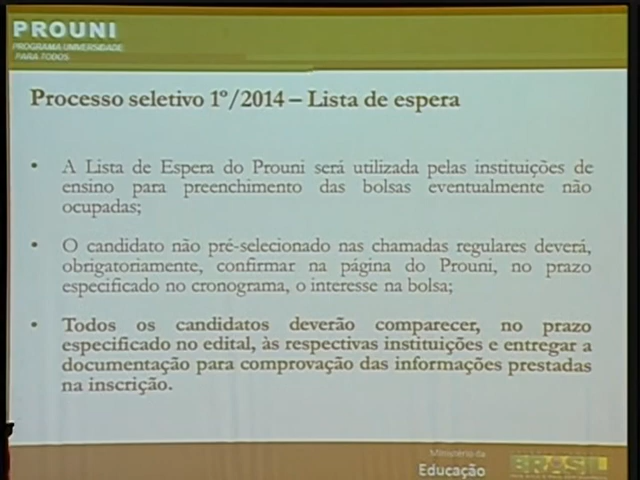 PROUNI
PROGRAMA UNIVERSIDADE
PARA TODOS
Processo seletivo 1º/2014 – Lista de espera
• A Lista de Espera do Prouni será utilizada pelas instituições de
ensino para preenchimento das bolsas eventualmente não
ocupadas;
• O candidato não pré-selecionado nas chamadas regulares deverá,
obrigatoriamente, confirmar na página do Prouni, no prazo
especificado no cronograma, o interesse na bolsa;
• Todos os candidatos deverão comparecer, no prazo
especificado no edital, às respectivas instituições e entregar a
documentação para comprovação das informações prestadas
na inscrição.
Ministério da
Educação
BRASIL